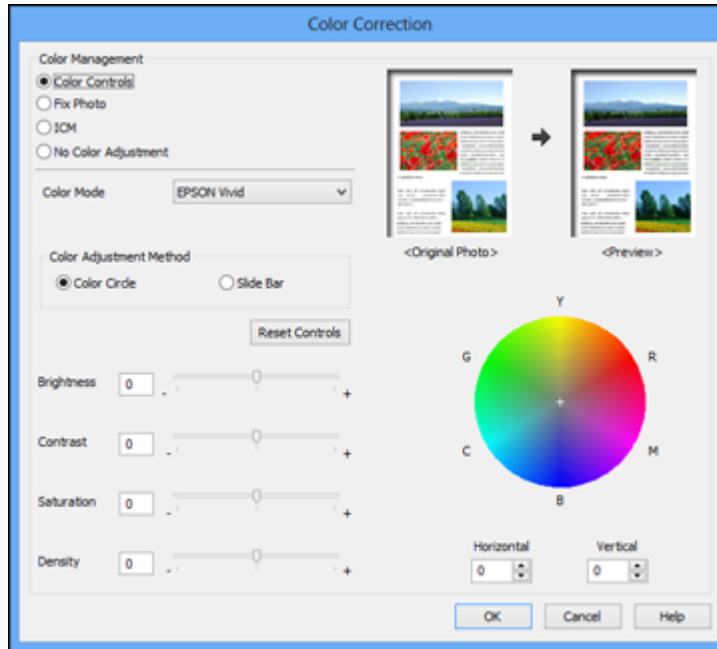 Color Correction
Color Management
Color Controls
Fix Photo
ICM
No Color Adjustment
Color Mode
EPSON Vivid
<Original Photo>
<Preview>
Color Adjustment Method
Color Circle
Slide Bar
Reset Controls
Brightness
0
-
+
Contrast
0
-
+
Saturation
0
-
+
Density
0
-
+
Y
G
R
C
M
B
Horizontal
Vertical
0
0
OK
Cancel
Help